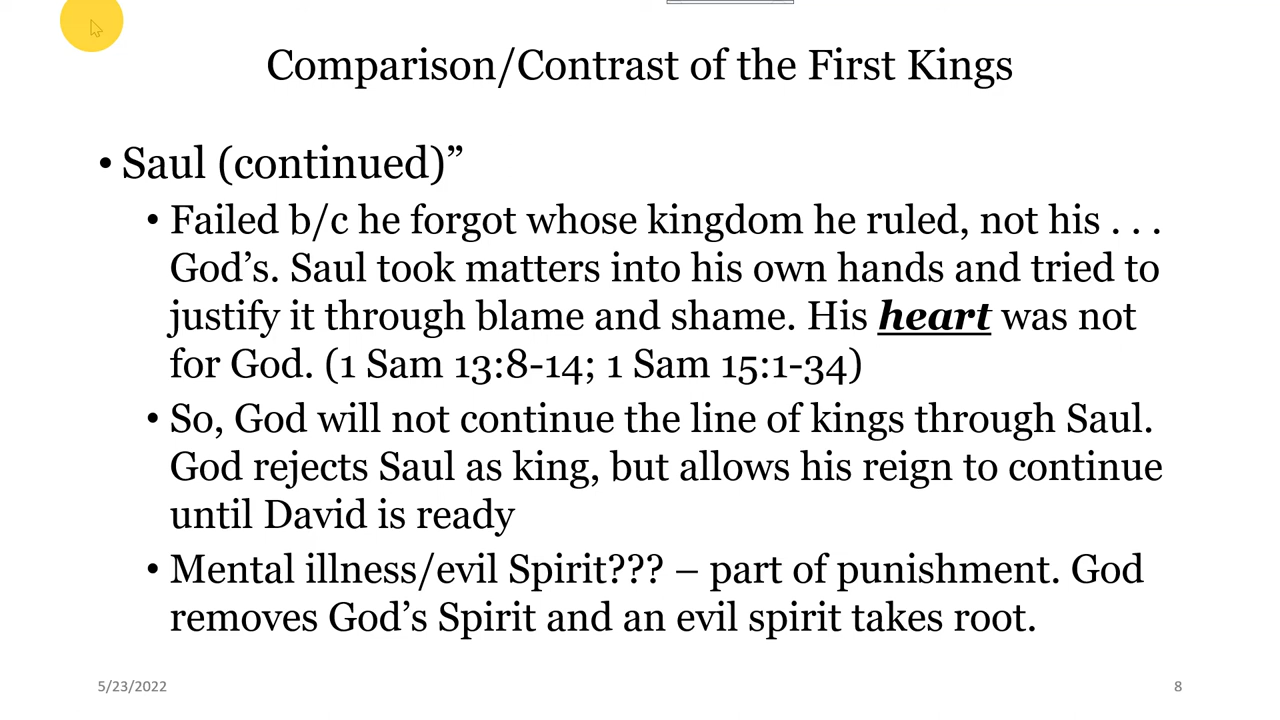 Comparison/Contrast of the First Kings
• Saul (continued)”
• Failed b/c he forgot whose kingdom he ruled, not his . . .
God’s. Saul took matters into his own hands and tried to
justify it through blame and shame. His heart was not
for God. (1 Sam 13:8-14; 1 Sam 15:1-34)
• So, God will not continue the line of kings through Saul.
God rejects Saul as king, but allows his reign to continue
until David is ready
• Mental illness/evil Spirit??? – part of punishment. God
removes God’s Spirit and an evil spirit takes root.
5/23/2022
8